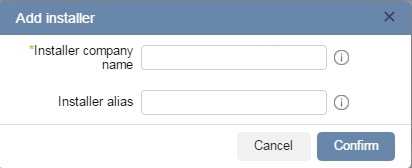 Add installer
*Installer company
name
Installer alias
Cancel
Confirm